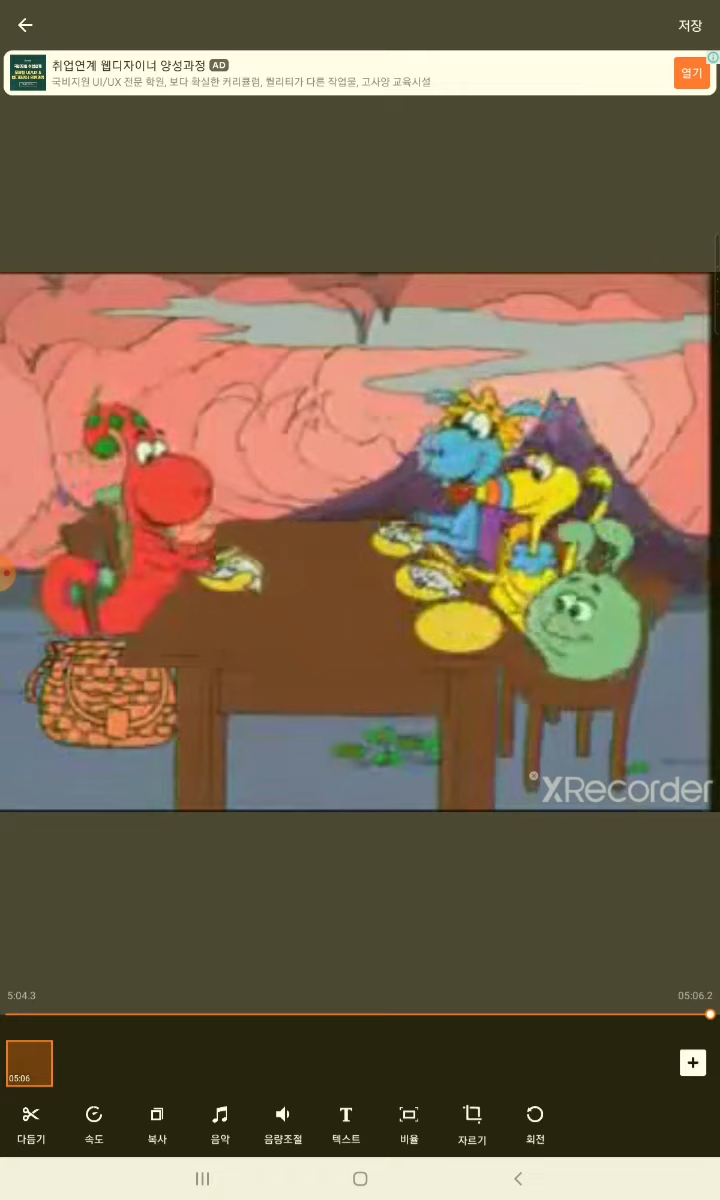 저장
취업연계 웹디자이너 양성과정 AD
국비지원 UI/UX 전문 학원, 보다 확실한 커리큘럼, 퀄리티가 다른 작업물, 고사양 교육시설
열기
XRecorder
5:04.3
05:06.2
05:06
다듬기
속도
복사
음악
음량조절
텍스트
비율
자르기
회전